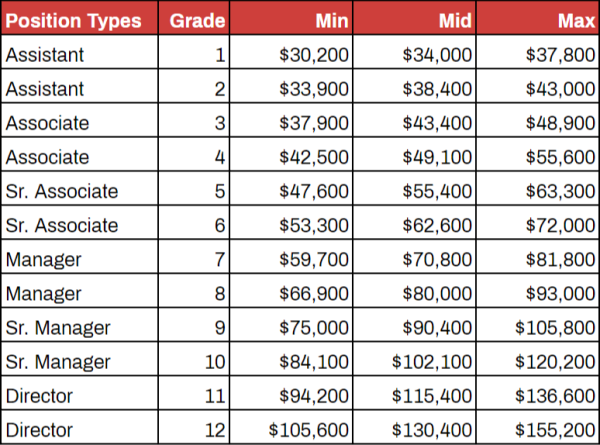 Position Types Grade Min Mid Max
Assistant 1 $30,200 $34,000 $37,800
Assistant 2 $33,900 $38,400 $43,000
Associate 3 $37,900 $43,400 $48,900
Associate 4 $42,500 $49,100 $55,600
Sr. Associate 5 $47,600 $55,400 $63,300
Sr. Associate 6 $53,300 $62,600 $72,000
Manager 7 $59,700 $70,800 $81,800
Manager 8 $66,900 $80,000 $93,000
Sr. Manager 9 $75,000 $90,400 $105,800
Sr. Manager 10 $84,100 $102,100 $120,200
Director 11 $94,200 $115,400 $136,600
Director 12 $105,600 $130,400 $155,200